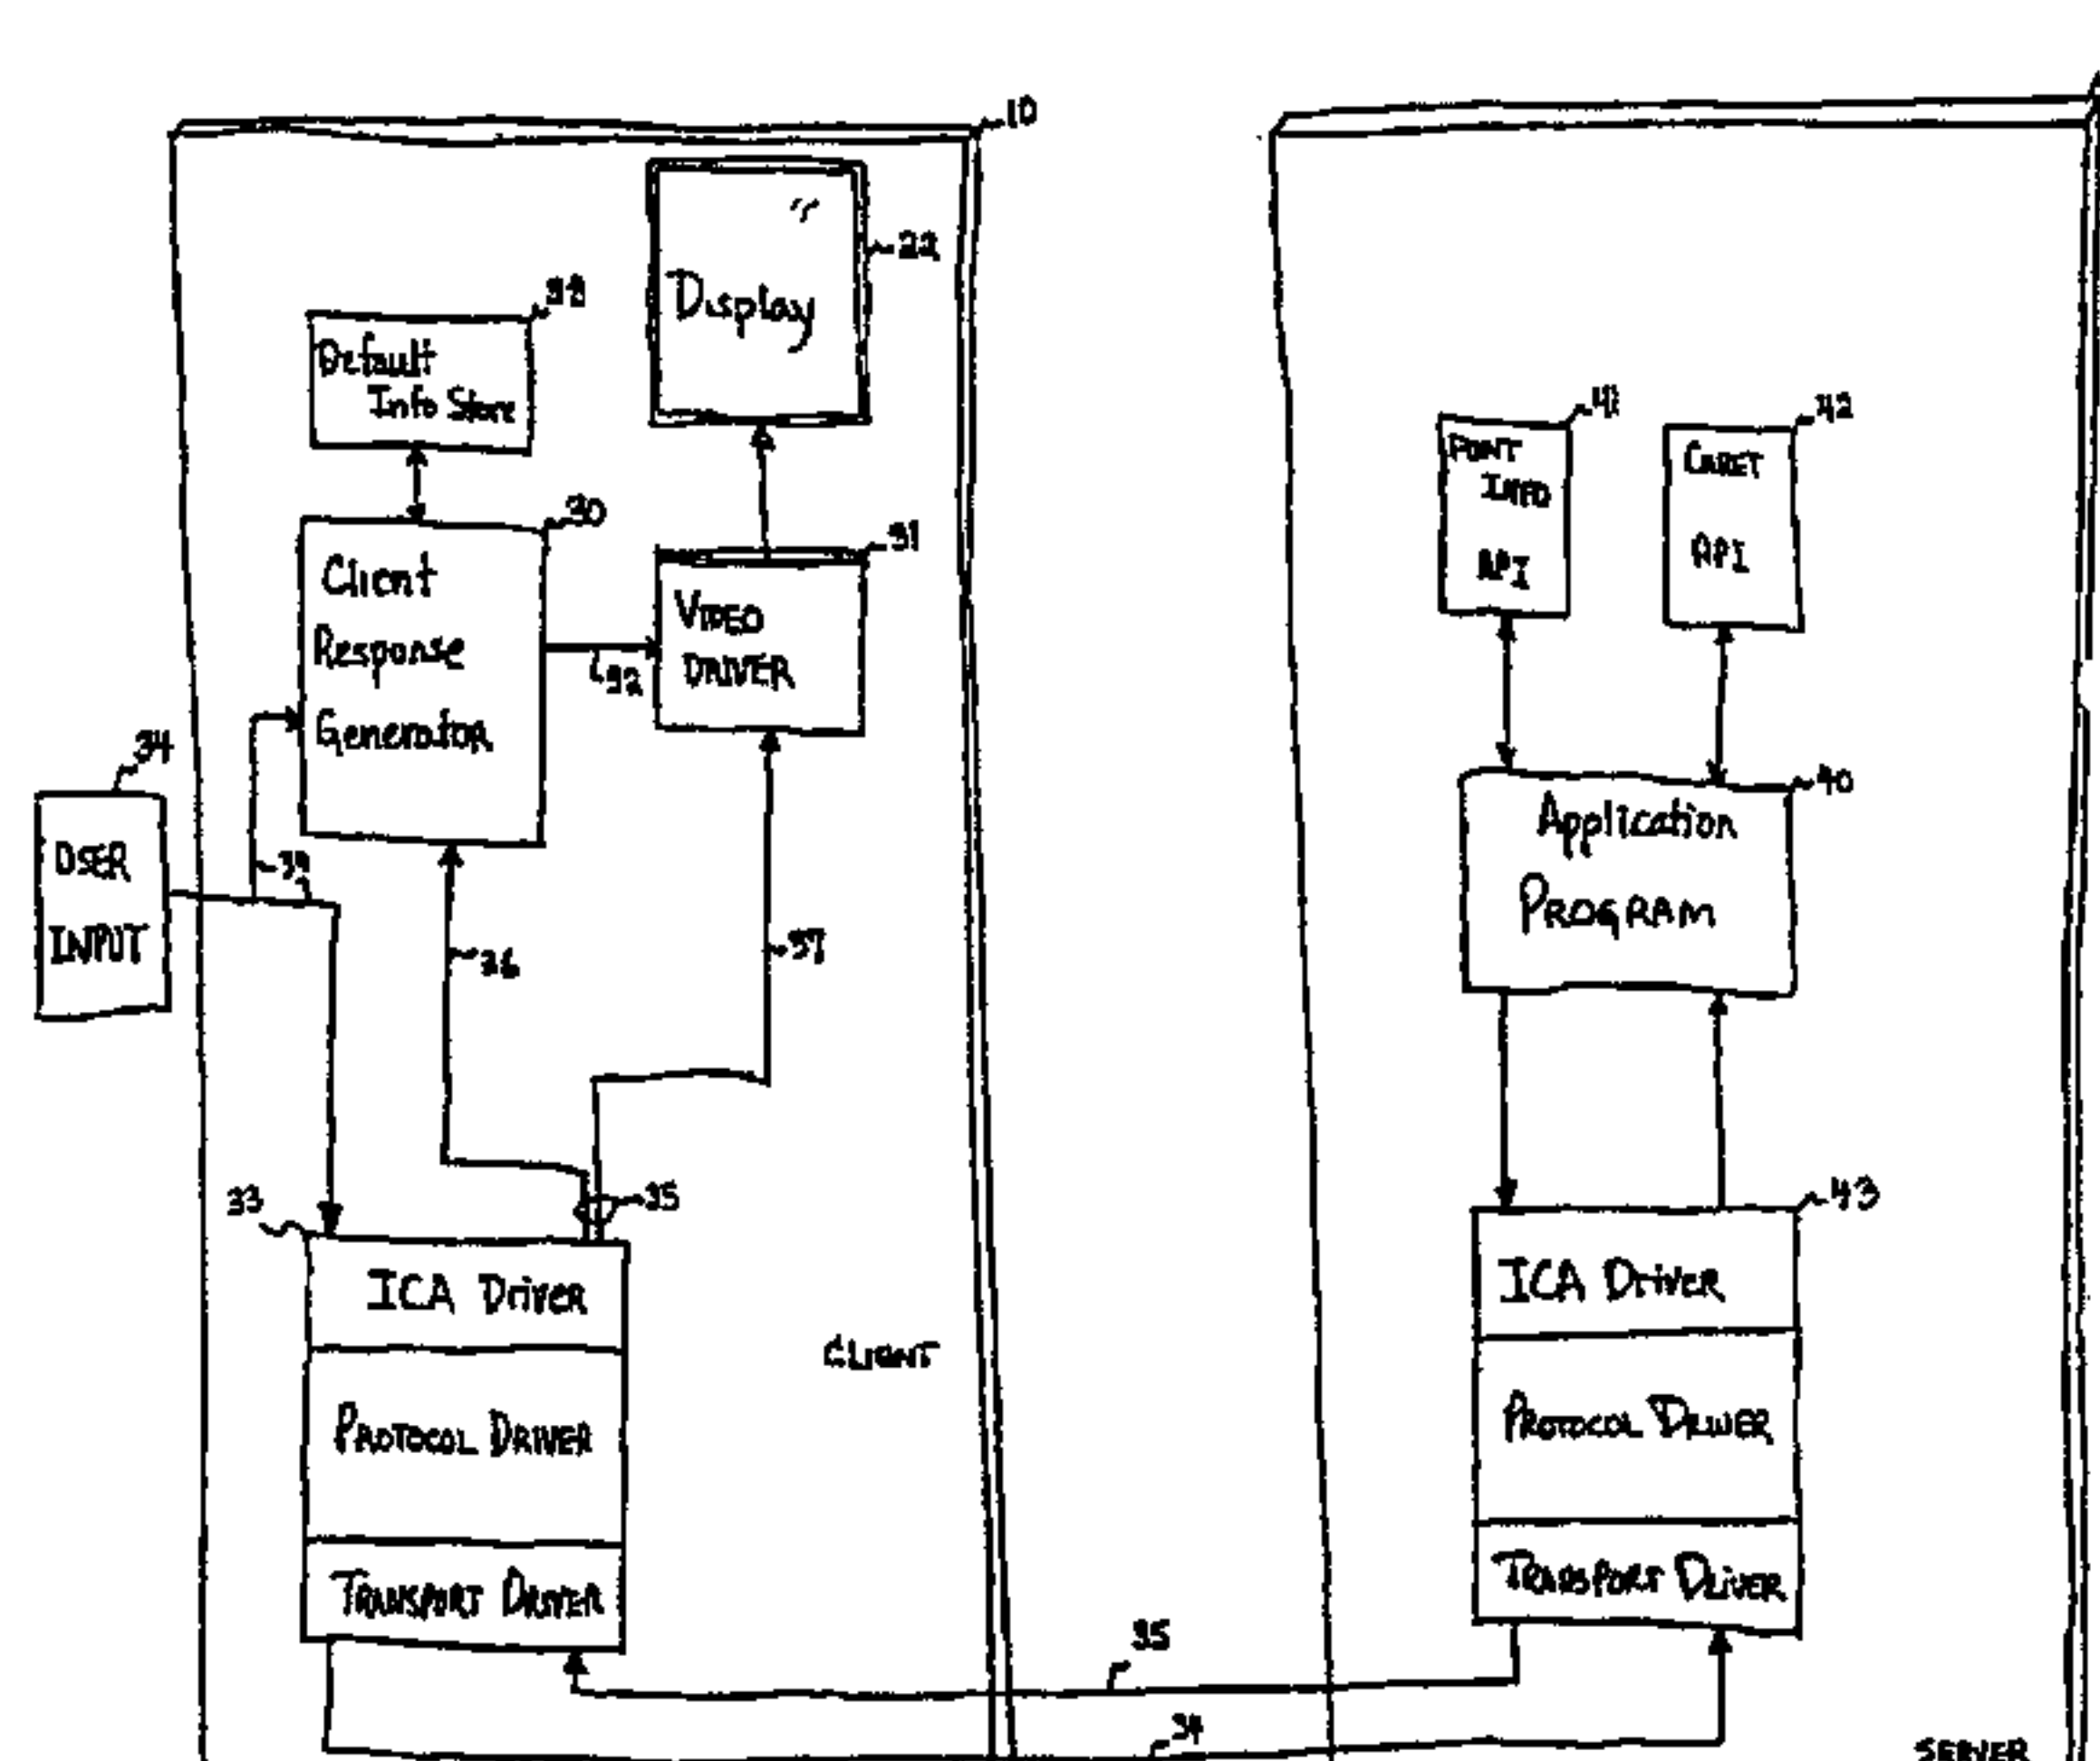 10
Display
22
38
Default
Info Store
30
Client
Response
Generator
31
VIDEO
DRIVER
32
34
USER
INPUT
39
36
37
33
35
ICA Driver
PROTOCOL DRIVER
TRANSPORT DRIVER
CLIENT
41
FONT
INFO
API
42
CARET
API
40
Application
PROGRAM
43
ICA Driver
PROTOCOL DRIVER
TRANSPORT DRIVER
35
SERVER